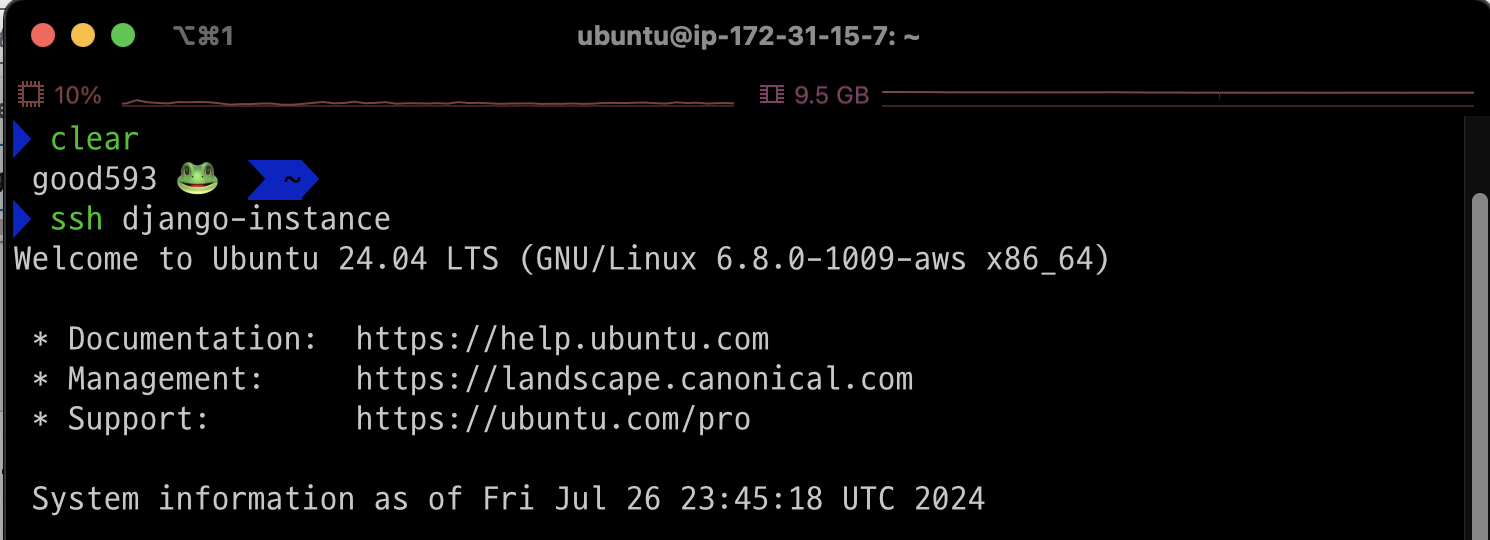 ⌥⌘1 ubuntu@ip-172-31-15-7: ~
10% 9.5 GB
clear
good593 🐸 ~
ssh django-instance
Welcome to Ubuntu 24.04 LTS (GNU/Linux 6.8.0-1009-aws x86_64)
* Documentation: https://help.ubuntu.com
* Management: https://landscape.canonical.com
* Support: https://ubuntu.com/pro
System information as of Fri Jul 26 23:45:18 UTC 2024